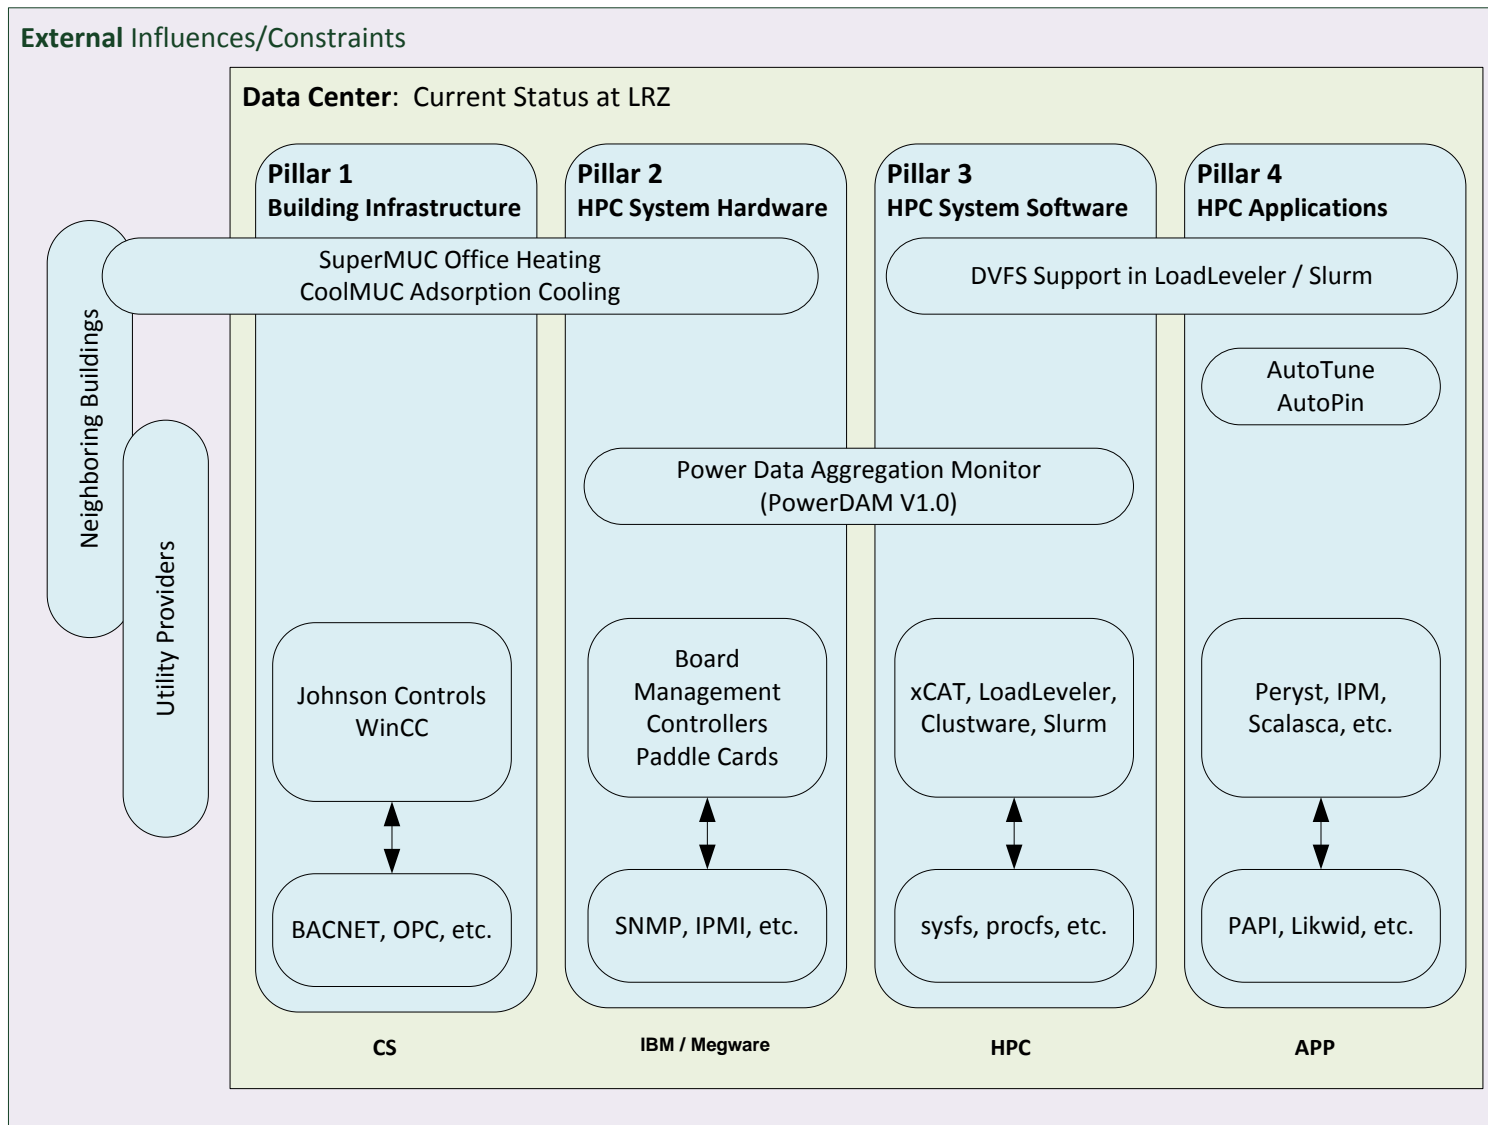 External Influences/Constraints
Data Center: Current Status at LRZ
Pillar 1
Building Infrastructure
Pillar 2
HPC System Hardware
Pillar 3
HPC System Software
Pillar 4
HPC Applications
SuperMUC Office Heating
CoolMUC Adsorption Cooling
DVFS Support in LoadLeveler / Slurm
AutoTune
AutoPin
Power Data Aggregation Monitor
(PowerDAM V1.0)
Neighboring Buildings
Utility Providers
Johnson Controls
WinCC
Board
Management
Controllers
Paddle Cards
xCAT, LoadLeveler,
Clustware, Slurm
Peryst, IPM,
Scalasca, etc.
BACNET, OPC, etc.
SNMP, IPMI, etc.
sysfs, procfs, etc.
PAPI, Likwid, etc.
CS
IBM / Megware
HPC
APP